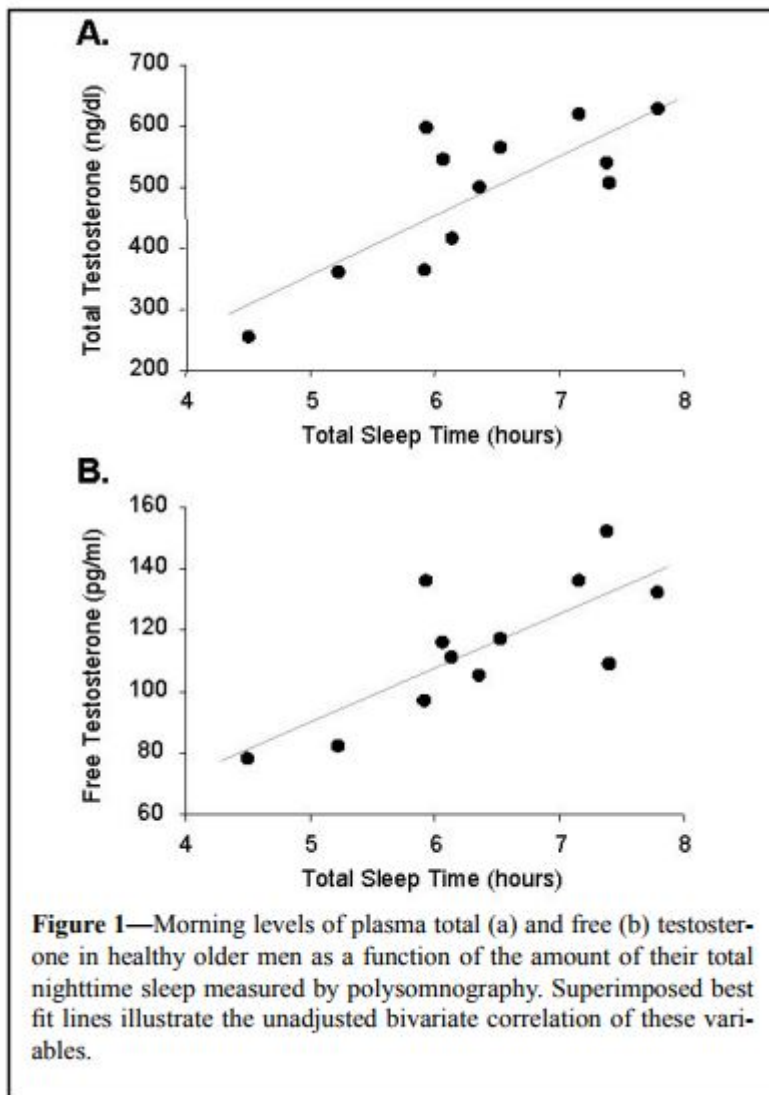 A.
Total Testosterone (ng/dl)
700
600
500
400
300
200
4 5 6 7 8
Total Sleep Time (hours)
B.
Free Testosterone (pg/ml)
160
140
120
100
80
60
4 5 6 7 8
Total Sleep Time (hours)
Figure 1—Morning levels of plasma total (a) and free (b) testoster-
one in healthy older men as a function of the amount of their total
nighttime sleep measured by polysomnography. Superimposed best
fit lines illustrate the unadjusted bivariate correlation of these vari-
ables.